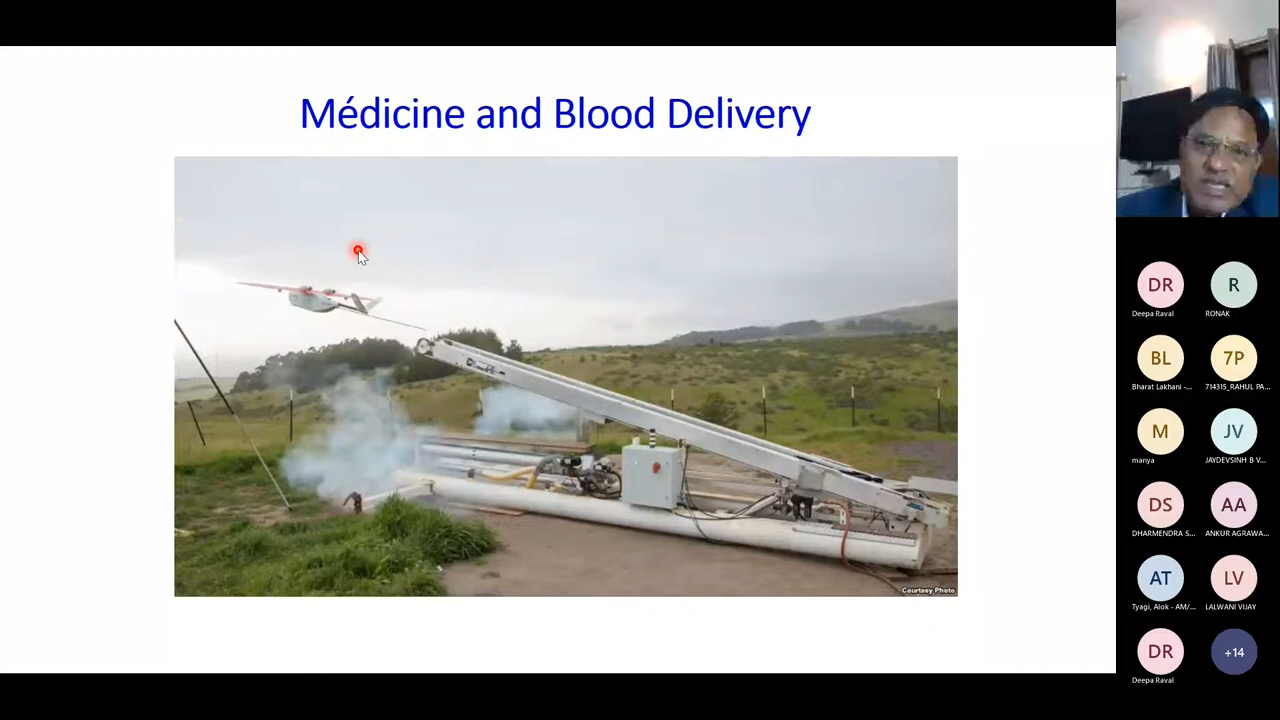 Médicine and Blood Delivery
Courtesy Photo
DR
R
Deepa Raval
RONAK
BL
7P
Bharat Lakhani -...
71431S_RAHUL PA...
M
JV
manya
JAYDEVSINH B V...
DS
AA
DHARMENDRA S...
ANKUR AGRAWA...
AT
LV
Tyagi, Alok - AM/...
LALWANI VIJAY
DR
+14
Deepa Raval